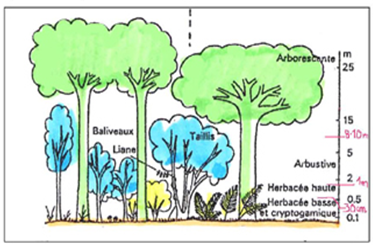 m
Arborescente
25
15
8-10m
Baliveaux
Taillis
Liane
5
Arbustive
2
1m
Herbacée haute
0.5
Herbacée basse
et cryptogamique
30cm
0.1